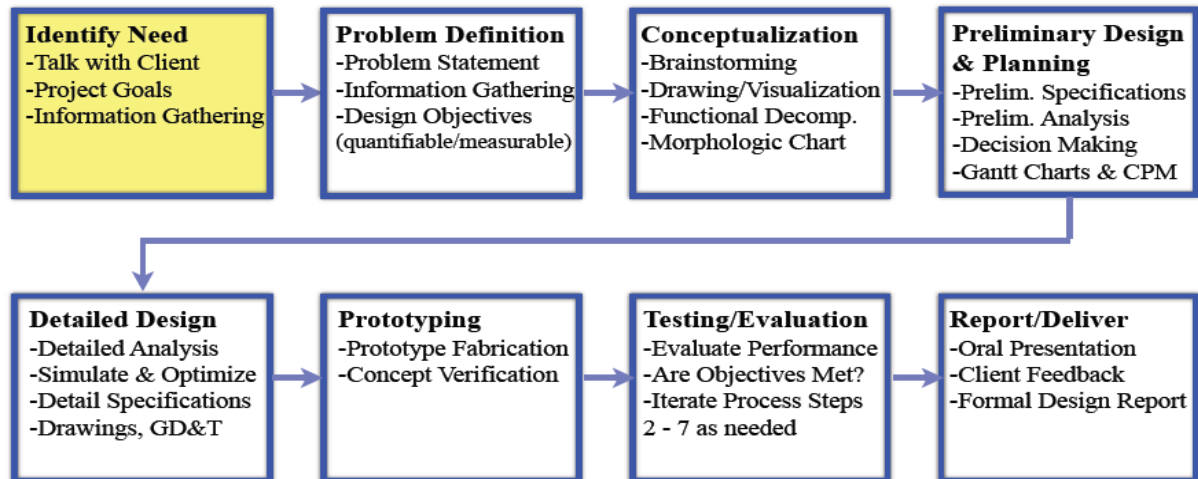 Identify Need
-Talk with Client
-Project Goals
-Information Gathering
Problem Definition
-Problem Statement
-Information Gathering
-Design Objectives
(quantifiable/measurable)
Conceptualization
-Brainstorming
-Drawing/Visualization
-Functional Decomp.
-Morphologic Chart
Preliminary Design
& Planning
-Prelim. Specifications
-Prelim. Analysis
-Decision Making
-Gantt Charts & CPM
Detailed Design
-Detailed Analysis
-Simulate & Optimize
-Detail Specifications
-Drawings, GD&T
Prototyping
-Prototype Fabrication
-Concept Verification
Testing/Evaluation
-Evaluate Performance
-Are Objectives Met?
-Iterate Process Steps
2 - 7 as needed
Report/Deliver
-Oral Presentation
-Client Feedback
-Formal Design Report